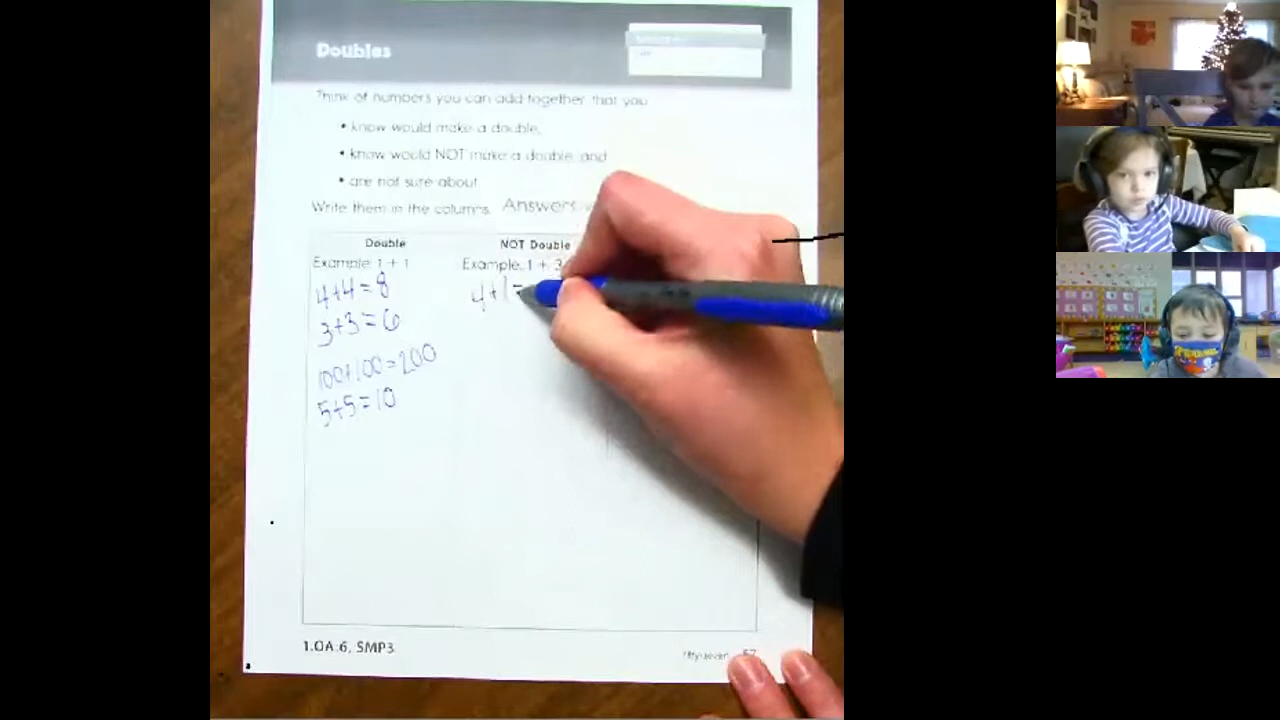 Doubles
Think of numbers you can add together that you
• know would make a double,
• know would NOT make a double, and
• are not sure about
Write them in the columns. Answers
Double
NOT Double
Example: 1 + 1
Example: 1 + 3
4+4=8
4+1=
3+3=6
100+100=200
5+5=10
1.OA.6, SMP3
fifty-seven 57